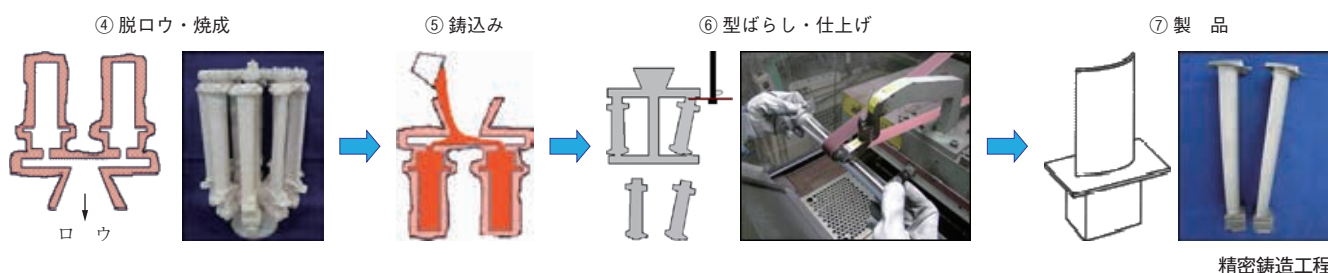 ④ 脱ロウ・焼成
⑤ 鋳込み
⑥ 型ばらし・仕上げ
⑦ 製　品
ロ　ウ
精密鋳造工程